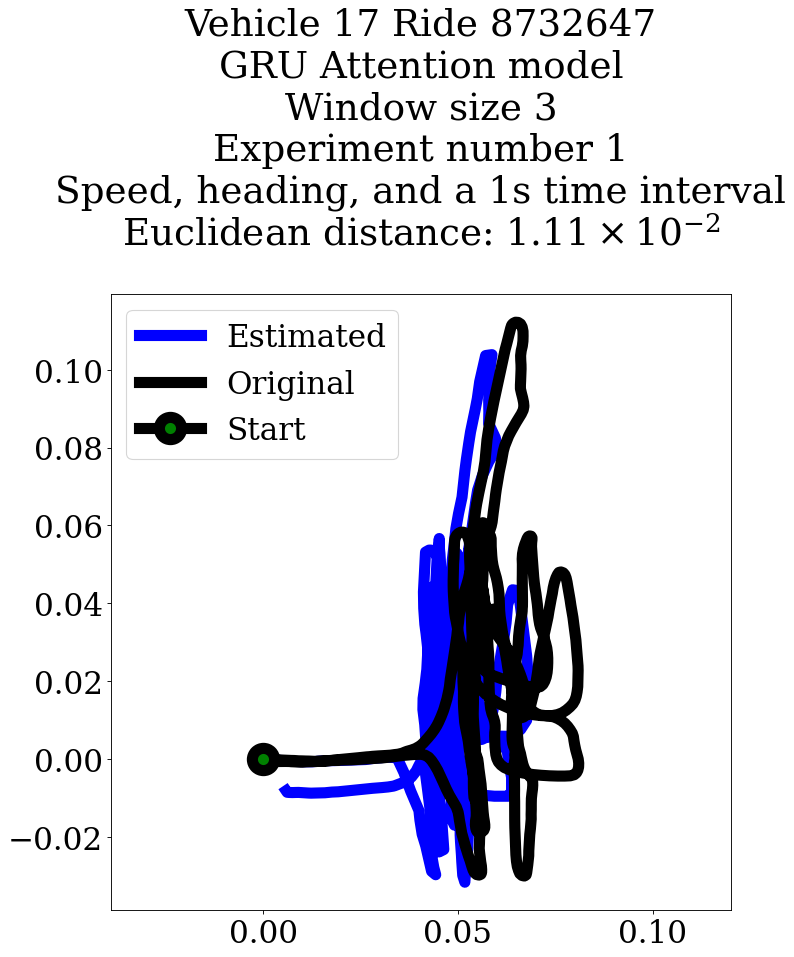 Vehicle 17 Ride 8732647
GRU Attention model
Window size 3
Experiment number 1
Speed, heading, and a 1s time interval
Euclidean distance: 1.11 × 10⁻²
Estimated
Original
Start
0.10
0.08
0.06
0.04
0.02
0.00
−0.02
0.00 0.05 0.10